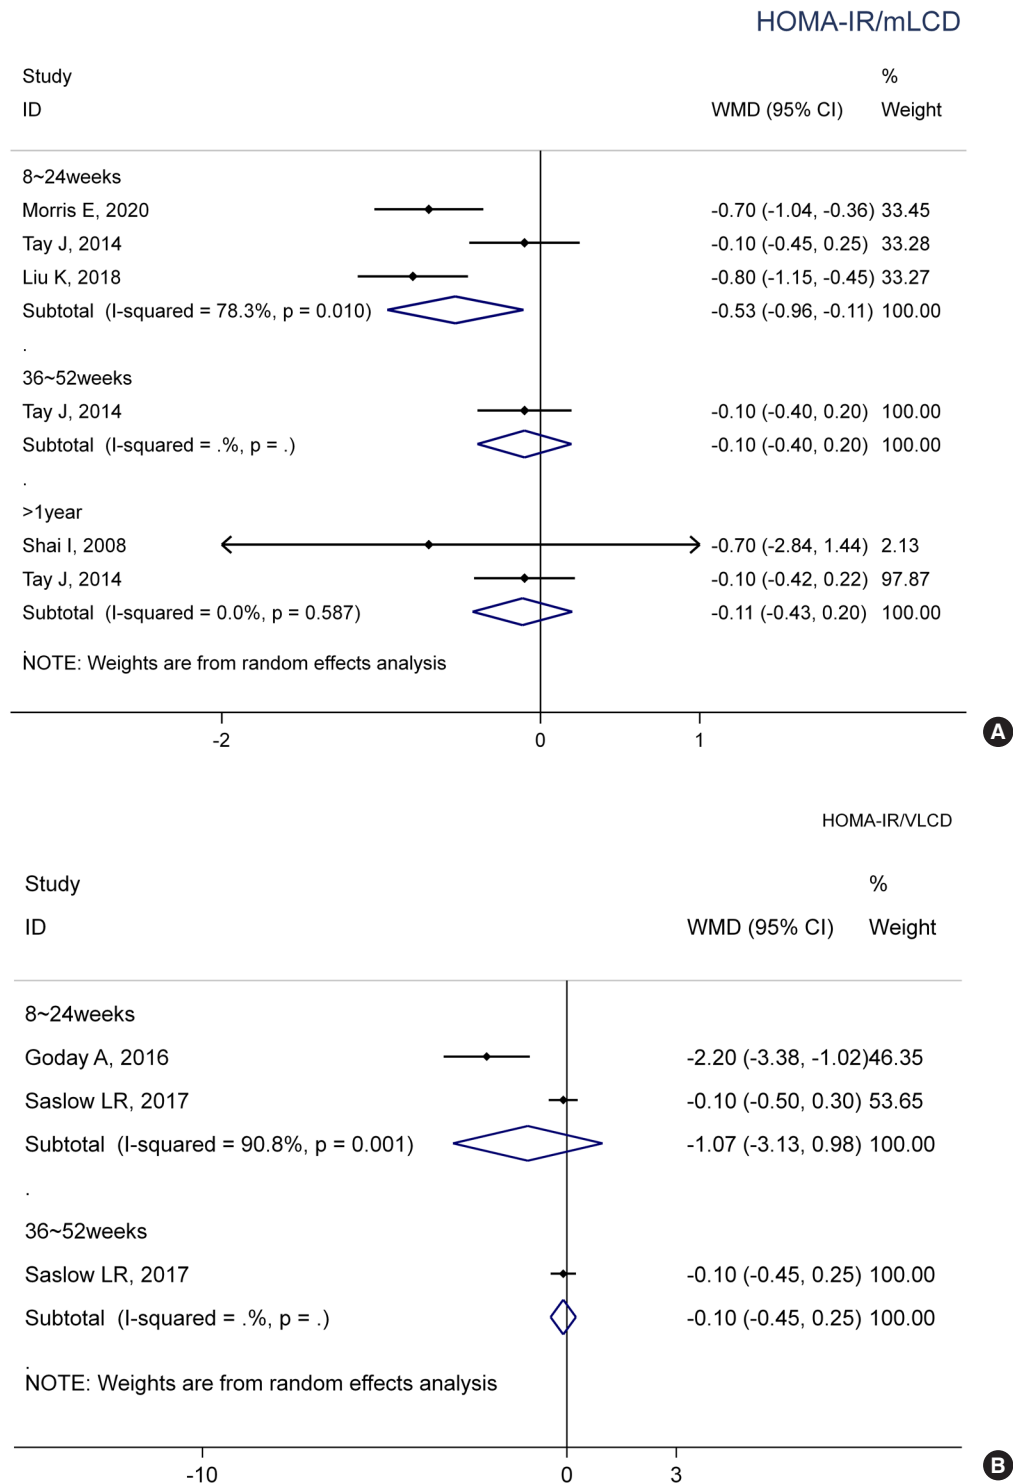 HOMA-IR/mLCD
Study %
ID WMD (95% CI) Weight
8~24weeks
Morris E, 2020 -0.70 (-1.04, -0.36) 33.45
Tay J, 2014 -0.10 (-0.45, 0.25) 33.28
Liu K, 2018 -0.80 (-1.15, -0.45) 33.27
Subtotal (I-squared = 78.3%, p = 0.010) -0.53 (-0.96, -0.11) 100.00
.
36~52weeks
Tay J, 2014 -0.10 (-0.40, 0.20) 100.00
Subtotal (I-squared = .%, p = .) -0.10 (-0.40, 0.20) 100.00
.
>1year
Shai I, 2008 -0.70 (-2.84, 1.44) 2.13
Tay J, 2014 -0.10 (-0.42, 0.22) 97.87
Subtotal (I-squared = 0.0%, p = 0.587) -0.11 (-0.43, 0.20) 100.00
.
NOTE: Weights are from random effects analysis
-2 0 1
A
HOMA-IR/VLCD
Study %
ID WMD (95% CI) Weight
8~24weeks
Goday A, 2016 -2.20 (-3.38, -1.02)46.35
Saslow LR, 2017 -0.10 (-0.50, 0.30) 53.65
Subtotal (I-squared = 90.8%, p = 0.001) -1.07 (-3.13, 0.98) 100.00
.
36~52weeks
Saslow LR, 2017 -0.10 (-0.45, 0.25) 100.00
Subtotal (I-squared = .%, p = .) -0.10 (-0.45, 0.25) 100.00
.
NOTE: Weights are from random effects analysis
-10 0 3
B